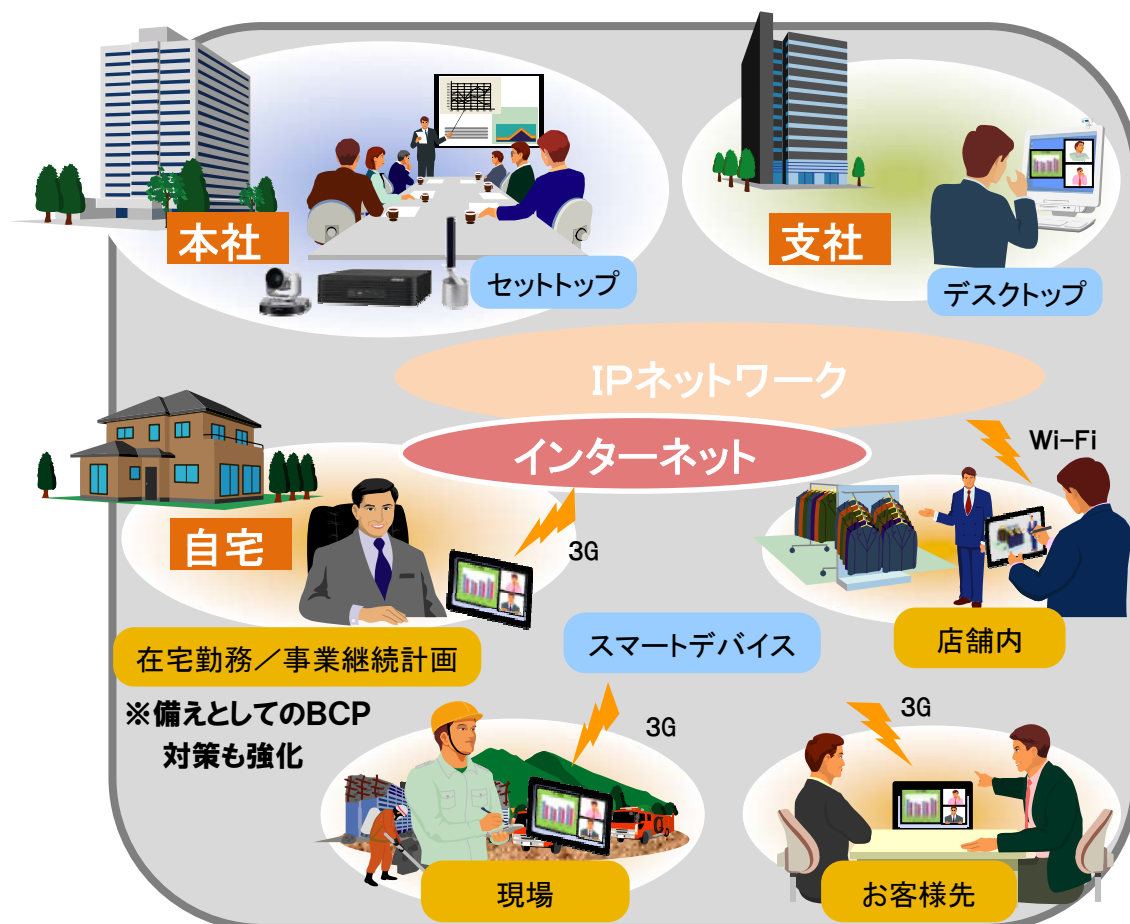 本社
セットトップ
支社
デスクトップ
IPネットワーク
インターネット
Wi-Fi
自宅
3G
在宅勤務／事業継続計画
※備えとしてのBCP
対策も強化
スマートデバイス
店舗内
3G
現場
3G
お客様先